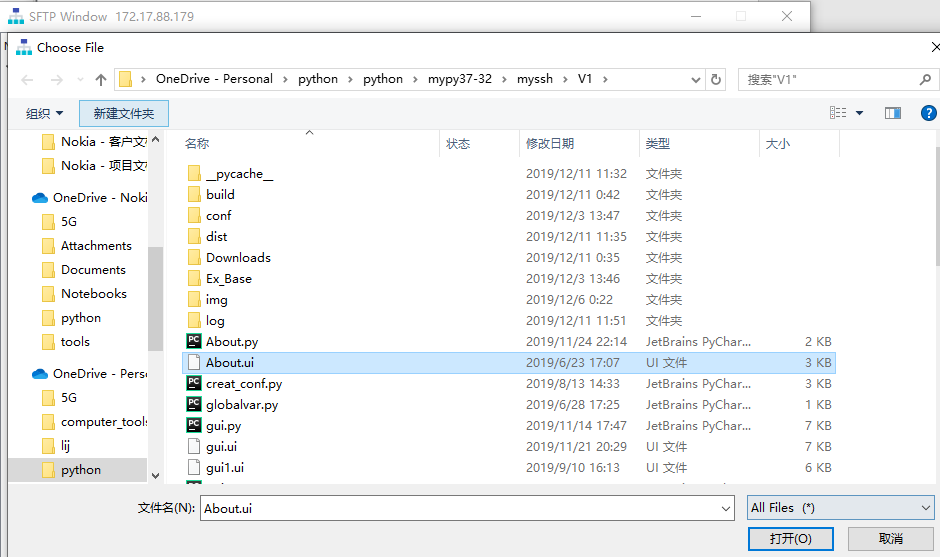 SFTP Window 172.17.88.179
Choose File
OneDrive - Personal › python › python › mypy37-32 › myssh › V1 ›
搜索"V1"
组织 新建文件夹
名称 状态 修改日期 类型 大小
Nokia - 客户文
Nokia - 项目文
OneDrive - Noki
5G
Attachments
Documents
Notebooks
python
tools
OneDrive - Pers
5G
computer_tools
lij
python
__pycache__ 2019/12/11 11:32 文件夹
build 2019/12/11 0:42 文件夹
conf 2019/12/3 13:47 文件夹
dist 2019/12/11 11:35 文件夹
Downloads 2019/12/11 0:35 文件夹
Ex_Base 2019/12/3 13:46 文件夹
img 2019/12/6 0:22 文件夹
log 2019/12/11 11:51 文件夹
About.py 2019/11/24 22:14 JetBrains PyChar... 2 KB
About.ui 2019/6/23 17:07 UI 文件 3 KB
creat_conf.py 2019/8/13 14:33 JetBrains PyChar... 3 KB
globalvar.py 2019/6/28 17:25 JetBrains PyChar... 1 KB
gui.py 2019/11/14 17:47 JetBrains PyChar... 7 KB
gui.ui 2019/11/21 20:29 UI 文件 7 KB
gui1.ui 2019/9/10 16:13 UI 文件 6 KB
文件名(N): About.ui All Files (*)
打开(O) 取消